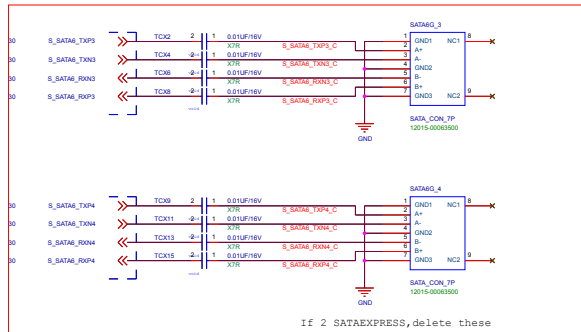 SATA6G_3
30 S_SATA6_TXP3 TCX2 2 1 0.01UF/16V 1 GND1 NC1 8
X7R S_SATA6_TXP3_C 2 A+
30 S_SATA6_TXN3 TCX4 2 1 0.01UF/16V 3 A-
X7R S_SATA6_TXN3_C 4 GND2
30 S_SATA6_RXN3 TCX6 2 1 0.01UF/16V 5 B-
X7R S_SATA6_RXN3_C 6 B+
30 S_SATA6_RXP3 TCX8 2 1 0.01UF/16V 7 GND3 NC2 9
X7R S_SATA6_RXP3_C
SATA_CON_7P
12015-00063500
GND
SATA6G_4
30 S_SATA6_TXP4 TCX9 2 1 0.01UF/16V 1 GND1 NC1 8
X7R S_SATA6_TXP4_C 2 A+
30 S_SATA6_TXN4 TCX11 2 1 0.01UF/16V 3 A-
X7R S_SATA6_TXN4_C 4 GND2
30 S_SATA6_RXN4 TCX13 2 1 0.01UF/16V 5 B-
X7R S_SATA6_RXN4_C 6 B+
30 S_SATA6_RXP4 TCX15 2 1 0.01UF/16V 7 GND3 NC2 9
X7R S_SATA6_RXP4_C
SATA_CON_7P
12015-00063500
GND
If 2 SATAEXPRESS,delete these